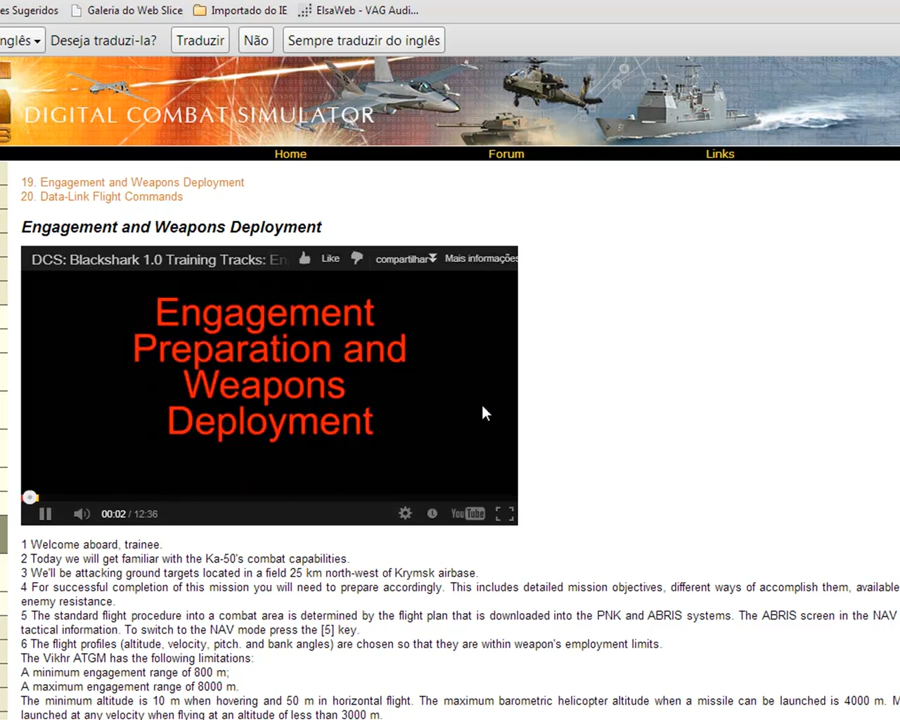 es Sugeridos Galeria do Web Slice Importado do IE ElsaWeb - VAG Audi...
nglês Deseja traduzi-la? Traduzir Não Sempre traduzir do inglês
DIGITAL COMBAT SIMULATOR
Home Forum Links
19. Engagement and Weapons Deployment
20. Data-Link Flight Commands
Engagement and Weapons Deployment
DCS: Blackshark 1.0 Training Tracks: En Like compartilhar Mais informações
Engagement
Preparation and
Weapons
Deployment
00:02 / 12:36 YouTube
1 Welcome aboard, trainee.
2 Today we will get familiar with the Ka-50's combat capabilities.
3 We'll be attacking ground targets located in a field 25 km north-west of Krymsk airbase.
4 For successful completion of this mission you will need to prepare accordingly. This includes detailed mission objectives, different ways of accomplish them, available
enemy resistance.
5 The standard flight procedure into a combat area is determined by the flight plan that is downloaded into the PNK and ABRIS systems. The ABRIS screen in the NAV
tactical information. To switch to the NAV mode press the [5] key.
6 The flight profiles (altitude, velocity, pitch. and bank angles) are chosen so that they are within weapon's employment limits.
The Vikhr ATGM has the following limitations:
A minimum engagement range of 800 m;
A maximum engagement range of 8000 m.
The minimum altitude is 10 m when hovering and 50 m in horizontal flight. The maximum barometric helicopter altitude when a missile can be launched is 4000 m. M
launched at any velocity when flying at an altitude of less than 3000 m.